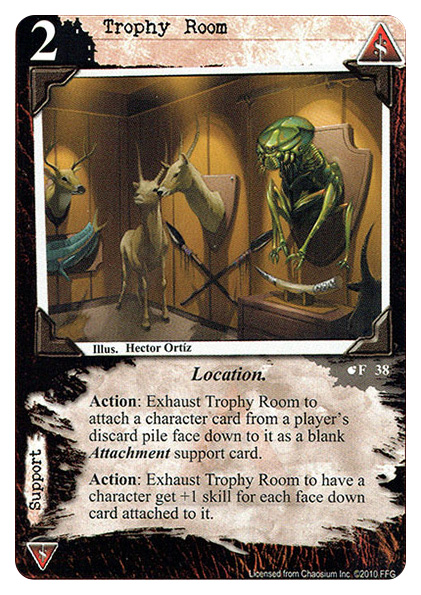 2
Trophy Room
Illus. Hector Ortíz
F 38
Location.
Action: Exhaust Trophy Room to
attach a character card from a player's
discard pile face down to it as a blank
Attachment support card.
Action: Exhaust Trophy Room to have a
character get +1 skill for each face down
card attached to it.
Support
Licensed from Chaosium Inc. ©2010 FFG